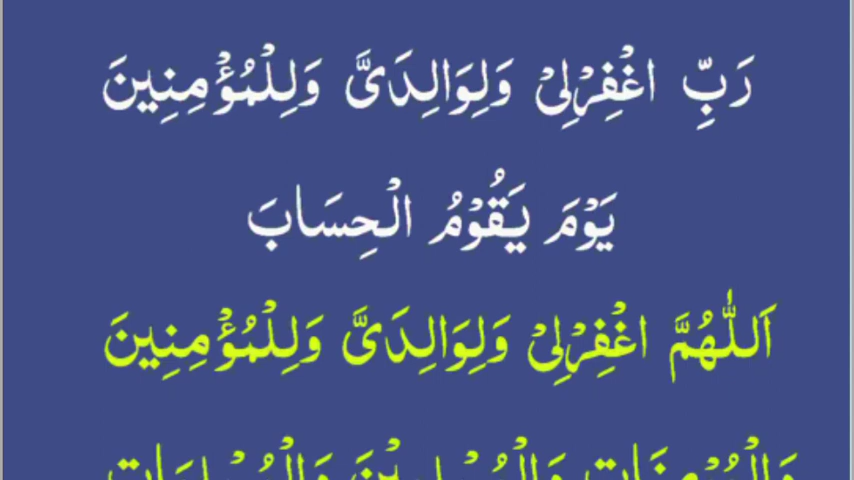 رَبِّ اغْفِرْلِیْ وَلِوَالِدَیَّ وَلِلْمُؤْمِنِينَ
يَوْمَ يَقُوْمُ الْحِسَابَ
اَللّٰهُمَّ اغْفِرْلِیْ وَلِوَالِدَیَّ وَلِلْمُؤْمِنِينَ